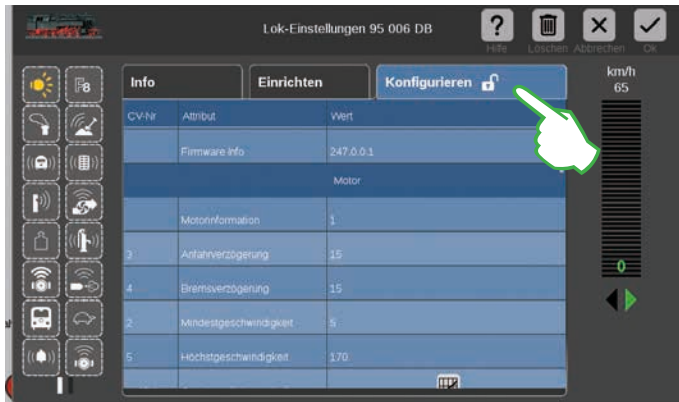 Lok-Einstellungen 95 006 DB
?
Hilfe
Löschen
Abbrechen
Ok
F8
Info
Einrichten
Konfigurieren
km/h
65
CV-Nr Attribut Wert
Firmware-Info 247.0.0.1
Motor
Motorinformation 1
3 Anfahrverzögerung 15
4 Bremsverzögerung 15
2 Mindestgeschwindigkeit 5
5 Höchstgeschwindigkeit 170
0